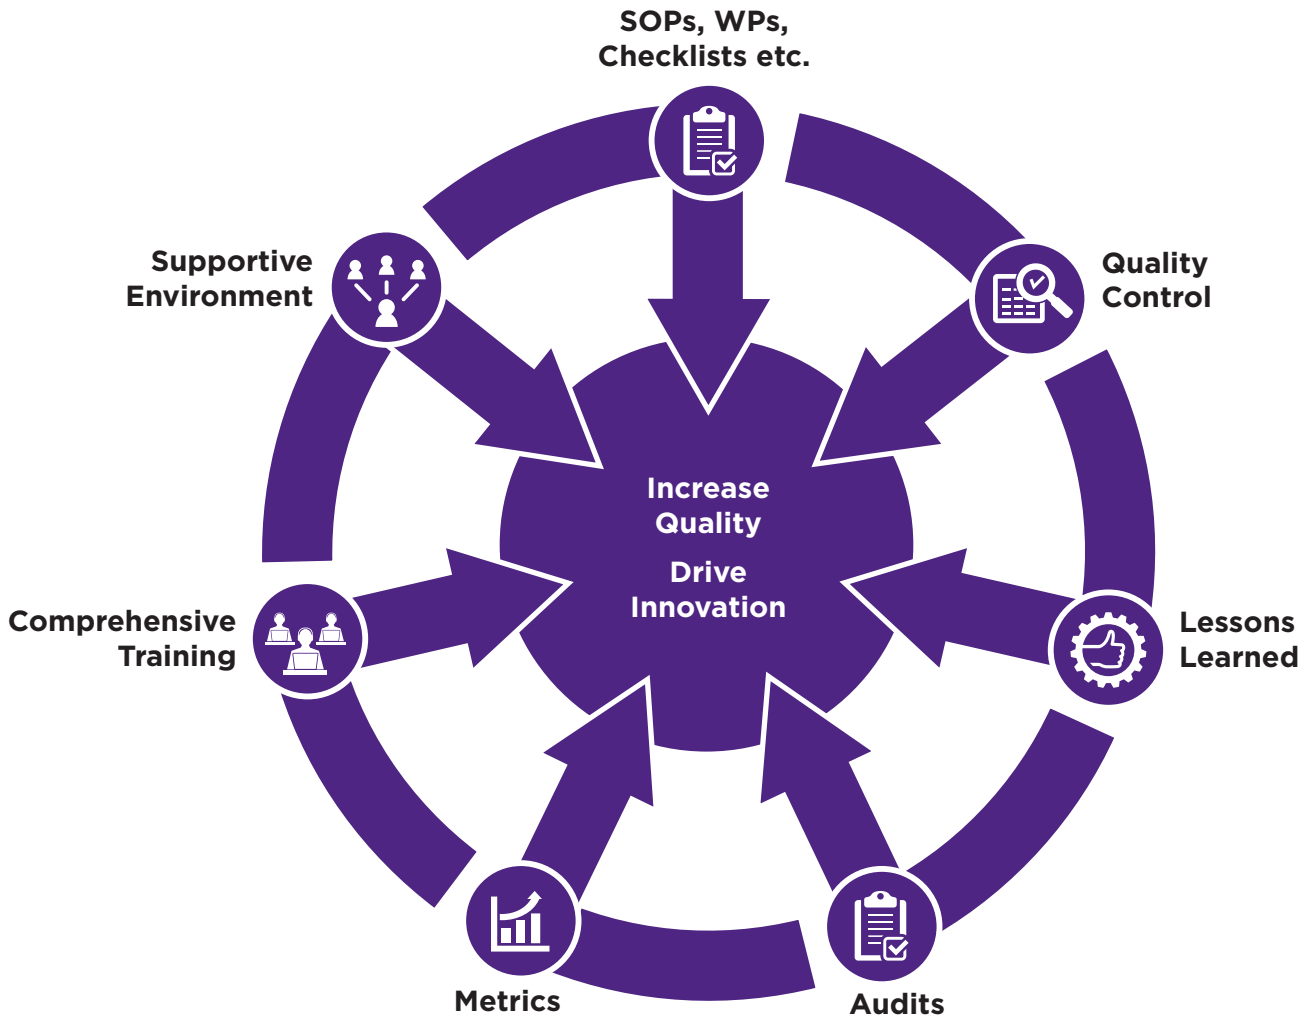 SOPs, WPs,
Checklists etc.
Quality
Control
Lessons
Learned
Audits
Metrics
Comprehensive
Training
Supportive
Environment
Increase
Quality
Drive
Innovation